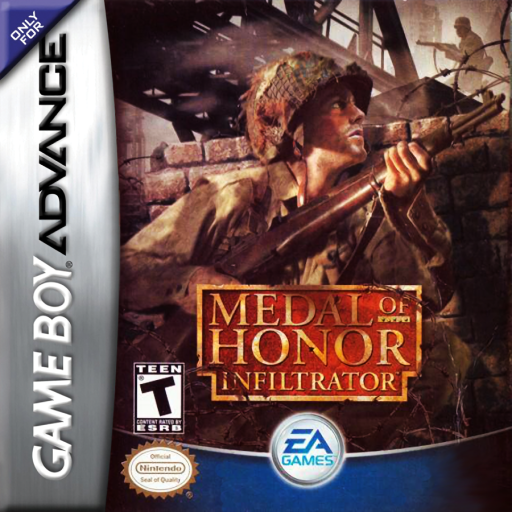 ONLY
FOR
GAME BOY ADVANCE
MEDAL OF
HONOR
INFILTRATOR
TEEN
T
CONTENT RATED BY
ESRB
Official
Nintendo
Seal of Quality
EA
GAMES